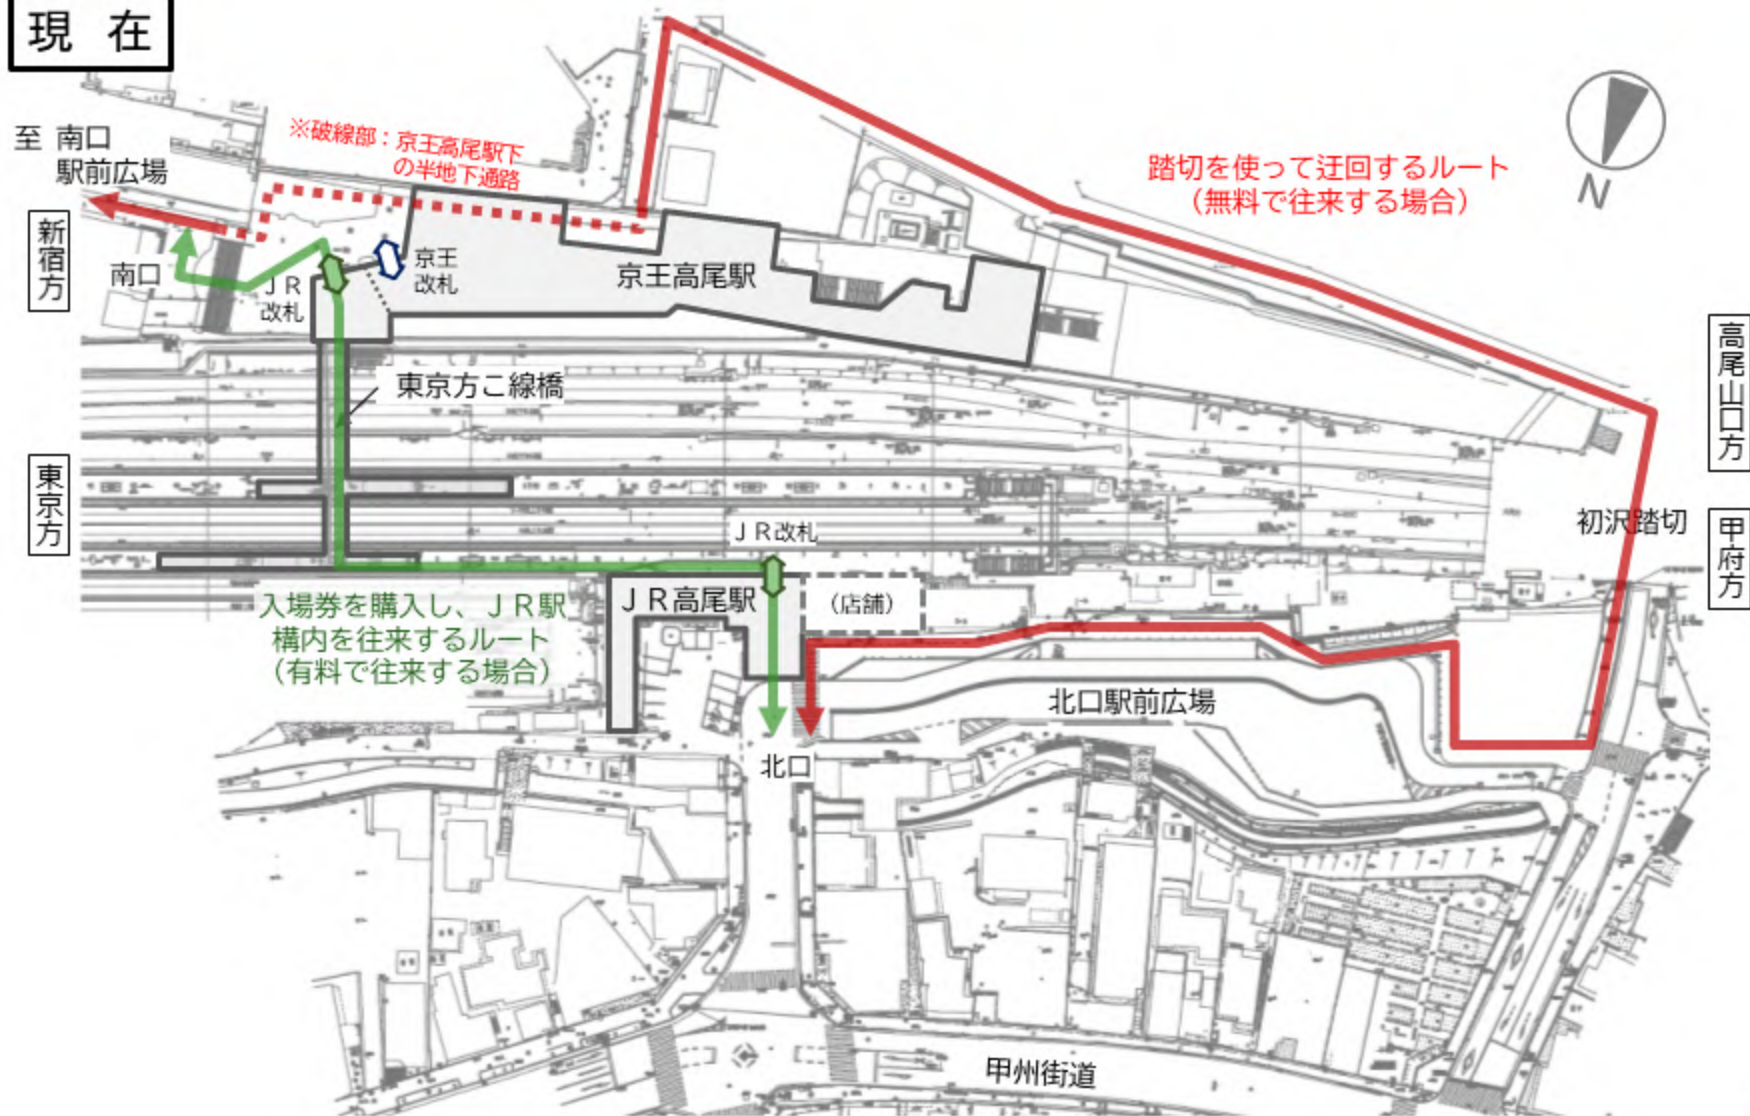 現 在
至 南口
駅前広場
※破線部：京王高尾駅下
の半地下通路
踏切を使って迂回するルート
（無料で往来する場合）
N
新宿方
南口
ＪＲ
改札
京王
改札
京王高尾駅
高尾山口方
東京方こ線橋
東京方
ＪＲ改札
初沢踏切
甲府方
入場券を購入し、ＪＲ駅
構内を往来するルート
（有料で往来する場合）
ＪＲ高尾駅
（店舗）
北口駅前広場
北口
甲州街道